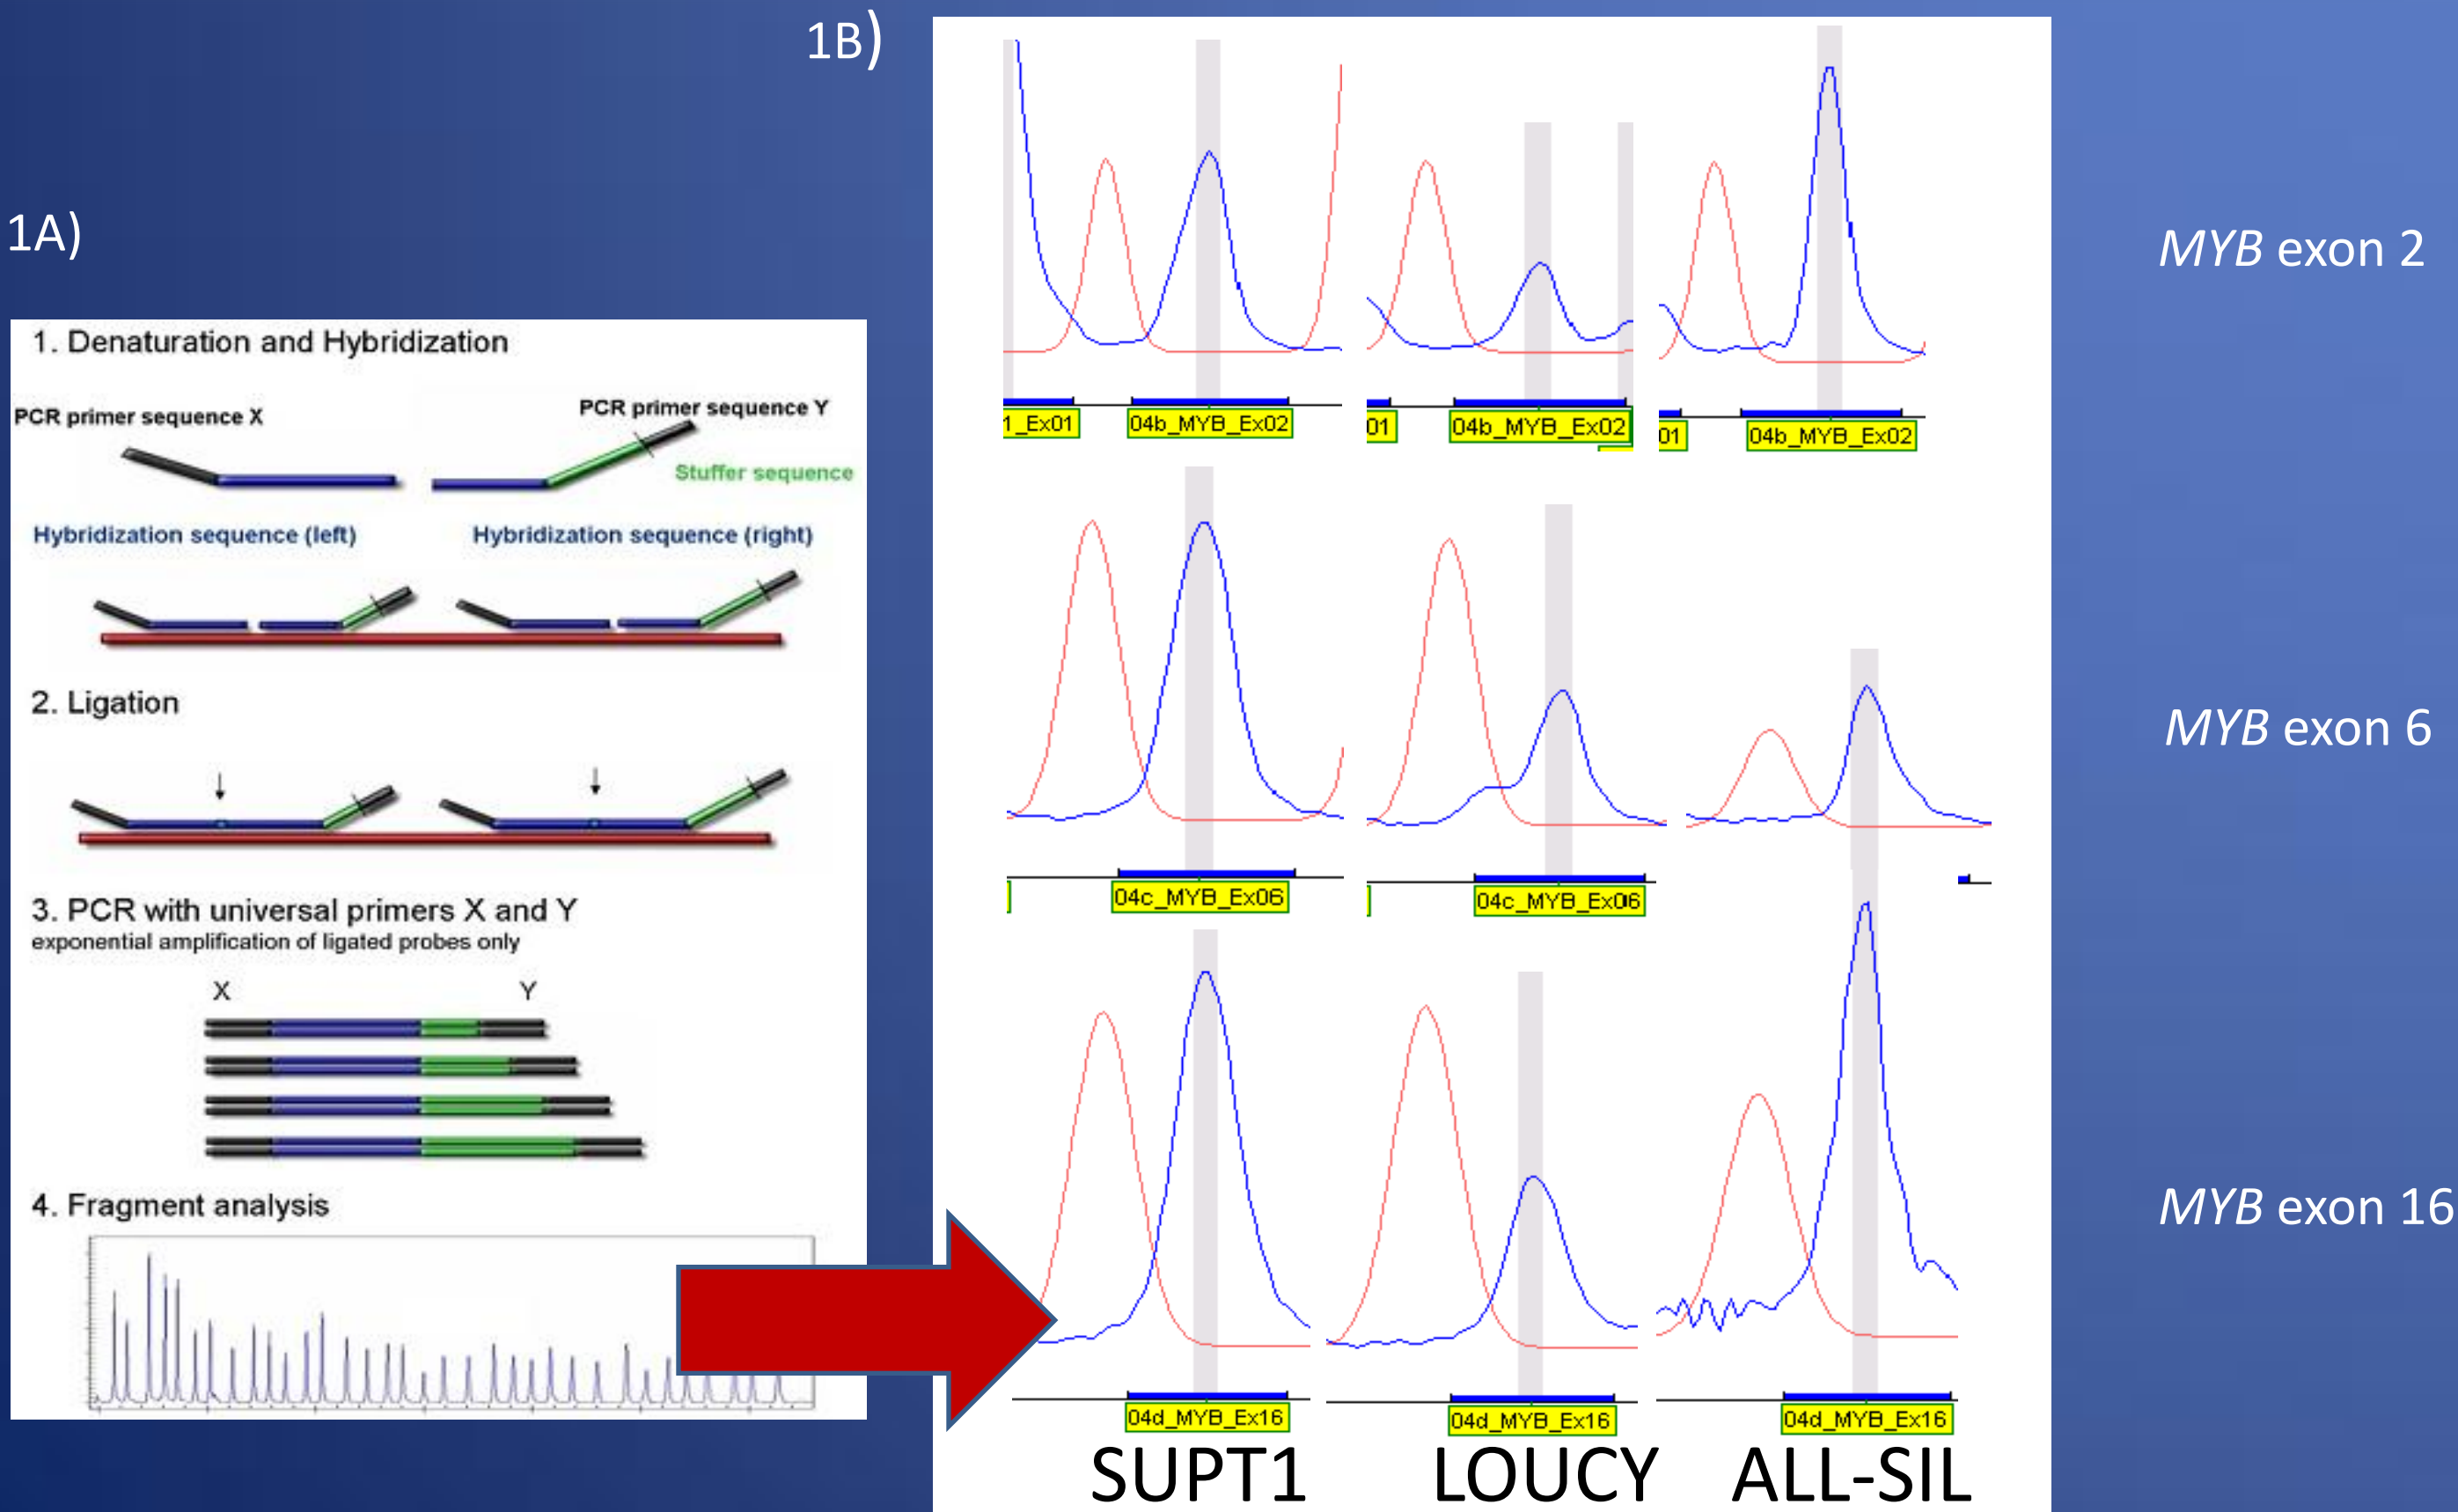 1A)
1. Denaturation and Hybridization
PCR primer sequence X
PCR primer sequence Y
Stuffer sequence
Hybridization sequence (left)
Hybridization sequence (right)
2. Ligation
3. PCR with universal primers X and Y
exponential amplification of ligated probes only
X Y
4. Fragment analysis
1B)
1_Ex01 04b_MYB_Ex02 01 04b_MYB_Ex02 01 04b_MYB_Ex02
MYB exon 2
04c_MYB_Ex06 04c_MYB_Ex06
MYB exon 6
04d_MYB_Ex16 04d_MYB_Ex16 04d_MYB_Ex16
MYB exon 16
SUPT1 LOUCY ALL-SIL